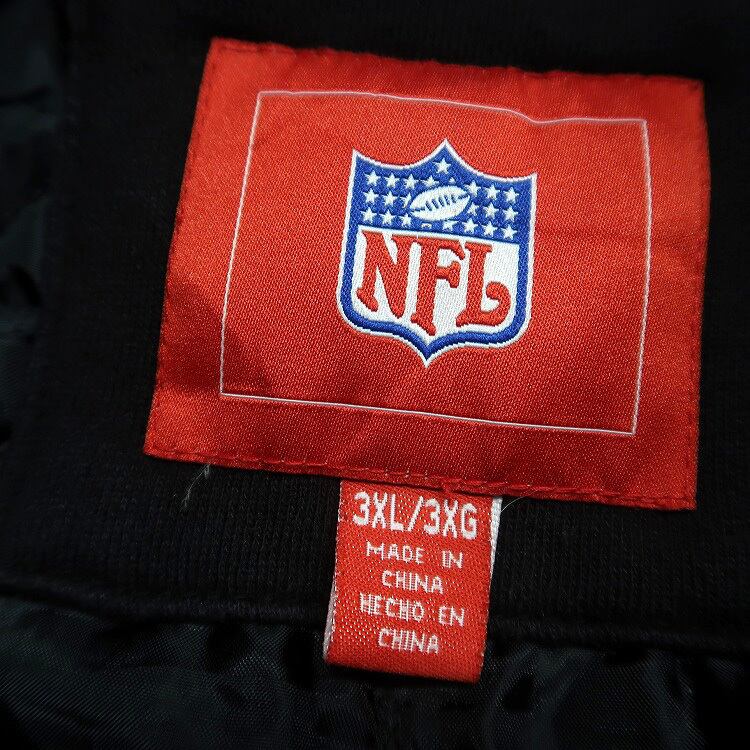 NFL
3XL/3XG
MADE IN
CHINA
HECHO EN
CHINA